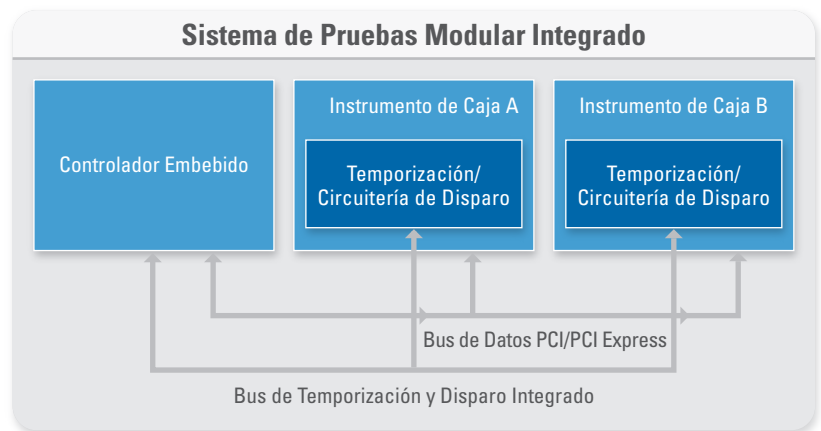 Sistema de Pruebas Modular Integrado
Controlador Embebido
Instrumento de Caja A
Temporización/
Circuitería de Disparo
Instrumento de Caja B
Temporización/
Circuitería de Disparo
Bus de Datos PCI/PCI Express
Bus de Temporización y Disparo Integrado